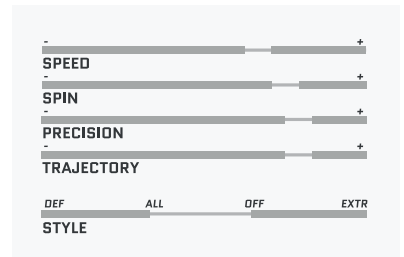 - +
SPEED
- +
SPIN
- +
PRECISION
- +
TRAJECTORY
DEF ALL OFF EXTR
STYLE